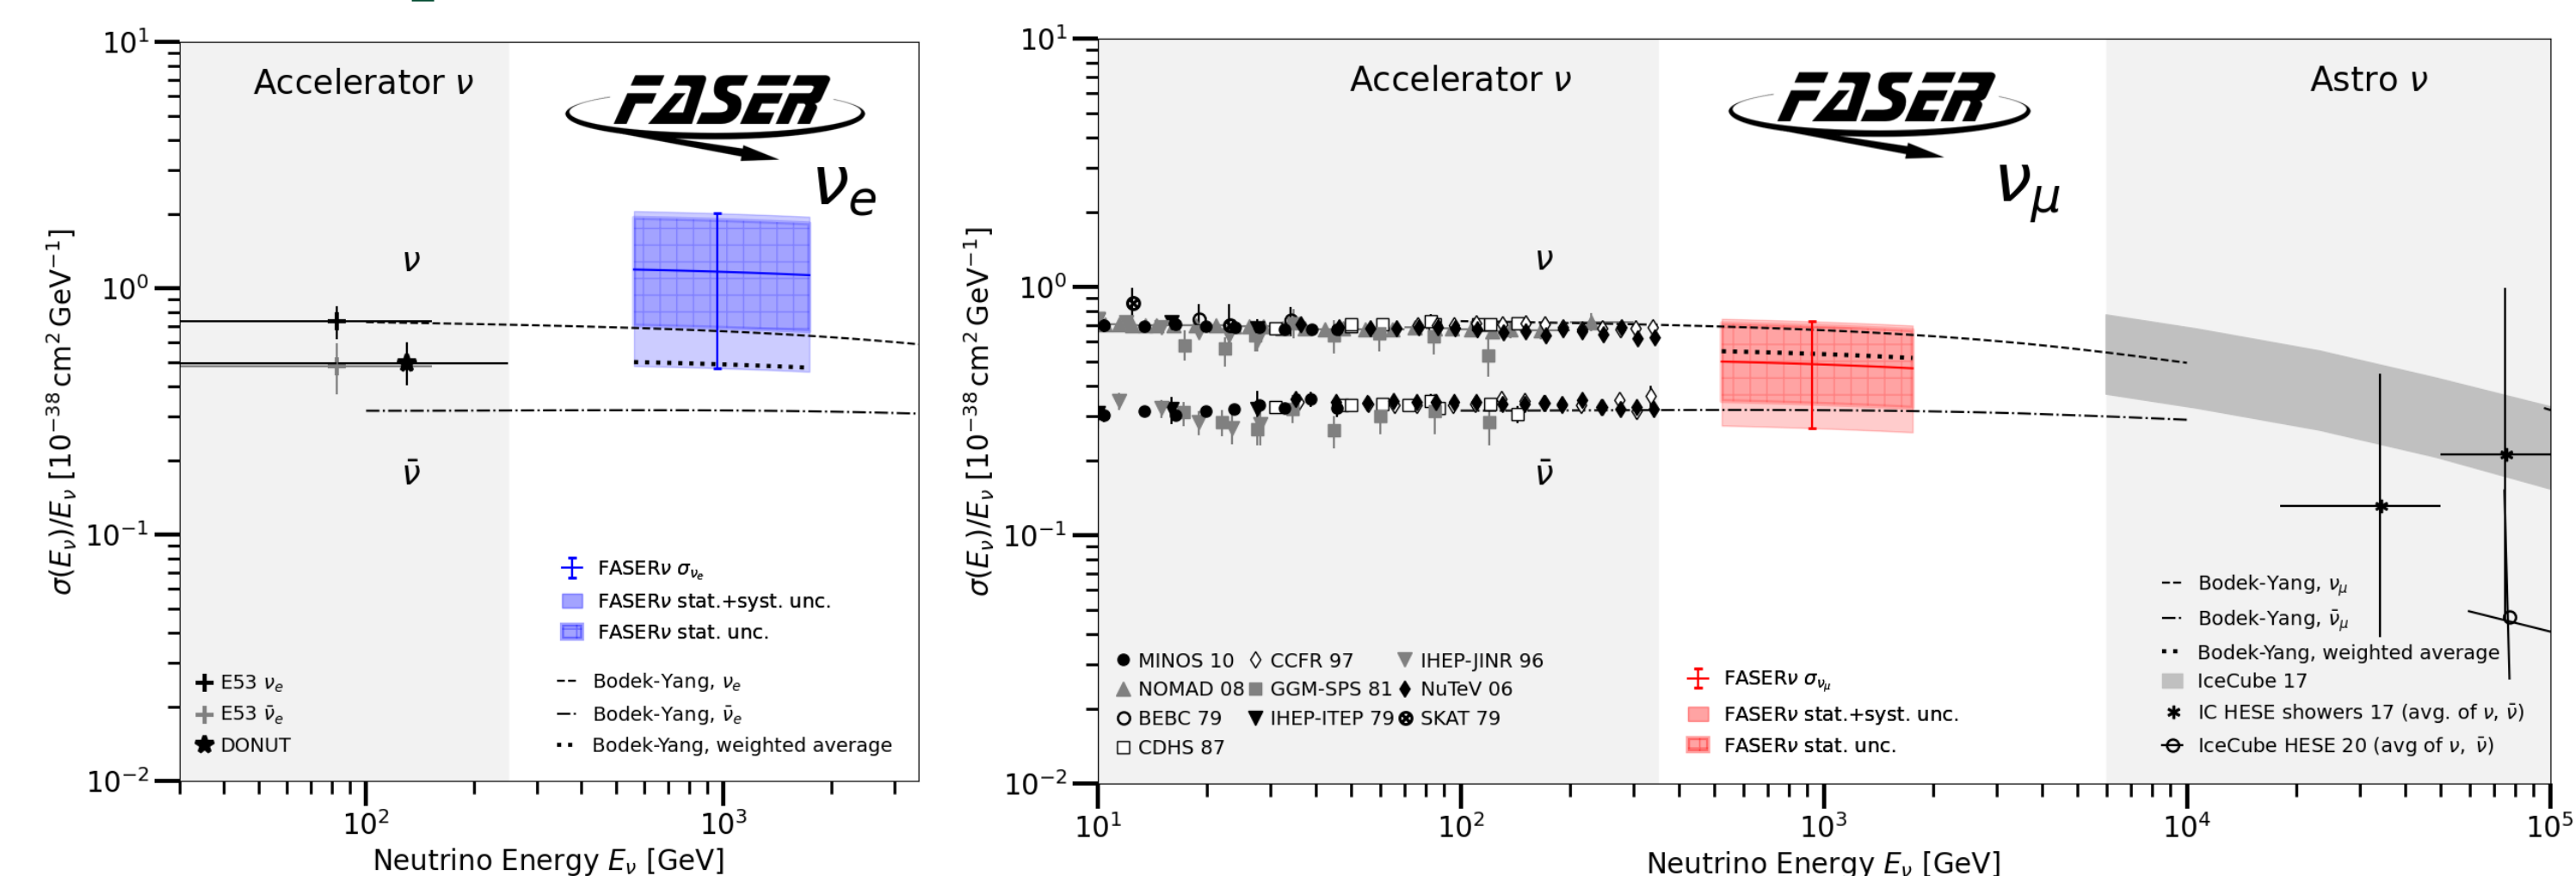 10¹
10⁰
10⁻¹
10⁻²
σ(Eν)/Eν [10⁻³⁸ cm² GeV⁻¹]
Accelerator ν
FASER
νe
ν
ν̄
FASERν σνe
FASERν stat.+syst. unc.
FASERν stat. unc.
E53 νe
E53 ν̄e
DONUT
Bodek-Yang, νe
Bodek-Yang, ν̄e
Bodek-Yang, weighted average
10²
10³
Neutrino Energy Eν [GeV]
10¹
10⁰
10⁻¹
10⁻²
σ(Eν)/Eν [10⁻³⁸ cm² GeV⁻¹]
Accelerator ν
FASER
νμ
Astro ν
ν
ν̄
MINOS 10
NOMAD 08
BEBC 79
CDHS 87
CCFR 97
GGM-SPS 81
IHEP-ITEP 79
IHEP-JINR 96
NuTeV 06
SKAT 79
FASERν σνμ
FASERν stat.+syst. unc.
FASERν stat. unc.
Bodek-Yang, νμ
Bodek-Yang, ν̄μ
Bodek-Yang, weighted average
IceCube 17
IC HESE showers 17 (avg. of ν, ν̄)
IceCube HESE 20 (avg of ν, ν̄)
10¹
10²
10³
10⁴
10⁵
Neutrino Energy Eν [GeV]